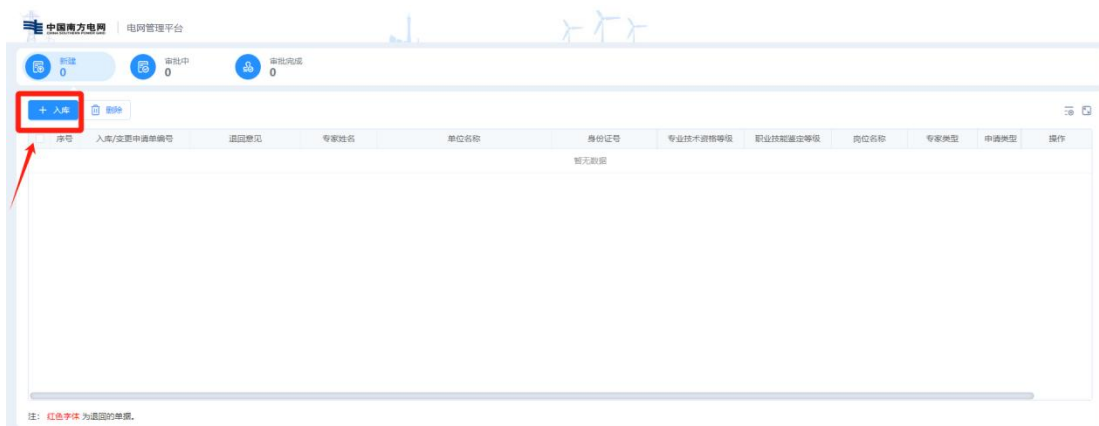 中国南方电网 电网管理平台
CHINA SOUTHERN POWER GRID
新建 审批中 审批完成
0 0 0
+ 入库 删除
序号 入库/变更申请单编号 退回意见 专家姓名 单位名称 身份证号 专业技术资格等级 职业技能鉴定等级 岗位名称 专家类型 申请类型 操作
暂无数据
注： 红色字体 为退回的单据。